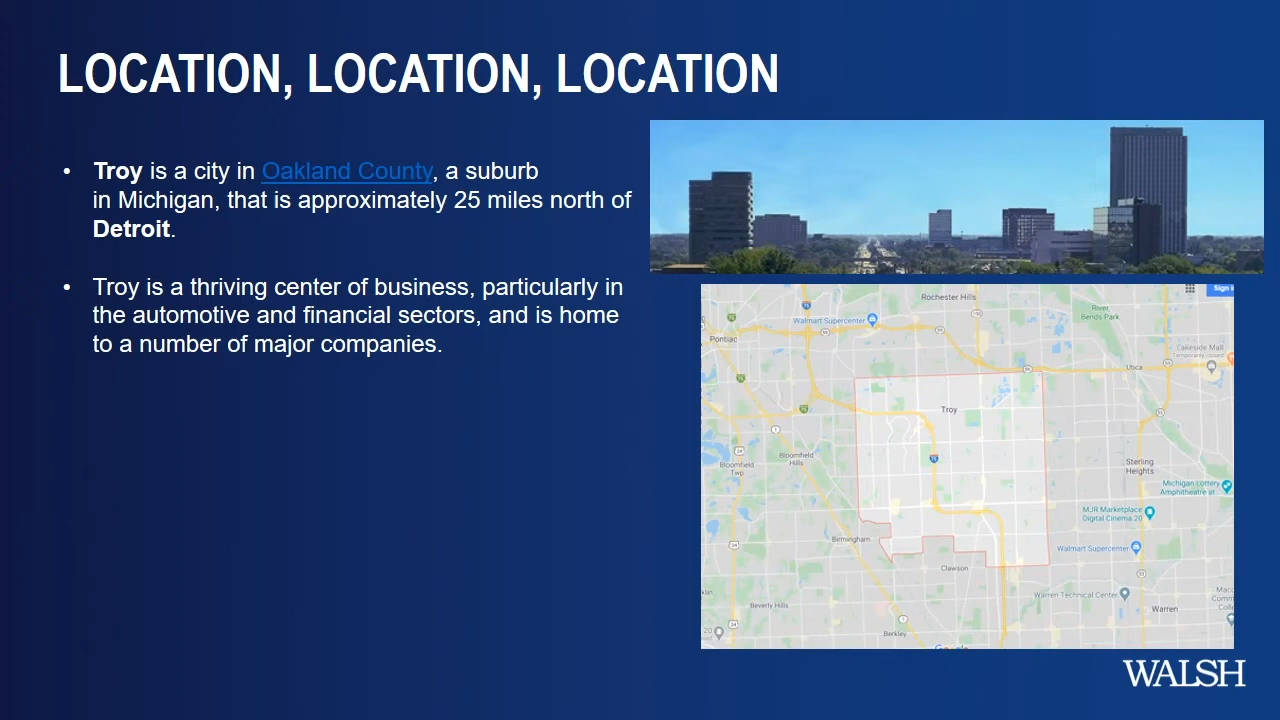 LOCATION, LOCATION, LOCATION
• Troy is a city in Oakland County, a suburb
in Michigan, that is approximately 25 miles north of
Detroit.
• Troy is a thriving center of business, particularly in
the automotive and financial sectors, and is home
to a number of major companies.
Sign i
Rochester Hills
River
Bends Park
Walmart Supercenter
Pontiac
Lakeside Mall
Temporarily closed
Utica
Troy
Bloomfield
Hills
Bloomfield
Twp
Sterling
Heights
Michigan Lottery
Amphitheatre at
MJR Marketplace
Digital Cinema 20
Birmingham
Walmart Supercenter
Clawson
Warren Technical Center
Beverly Hills
Warren
Berkley
Google
WALSH